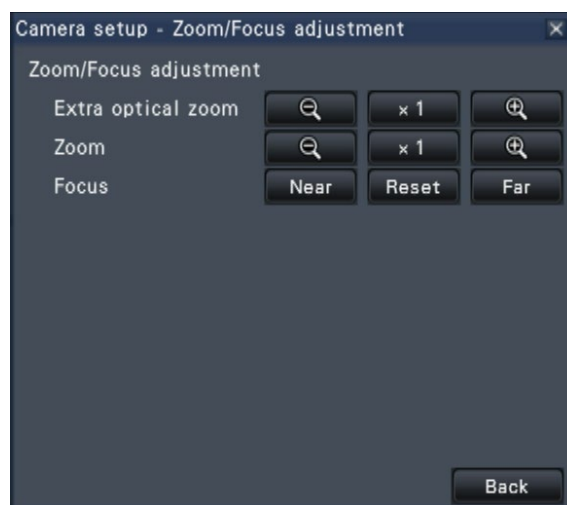 Camera setup - Zoom/Focus adjustment
Zoom/Focus adjustment
Extra optical zoom × 1
Zoom × 1
Focus Near Reset Far
Back